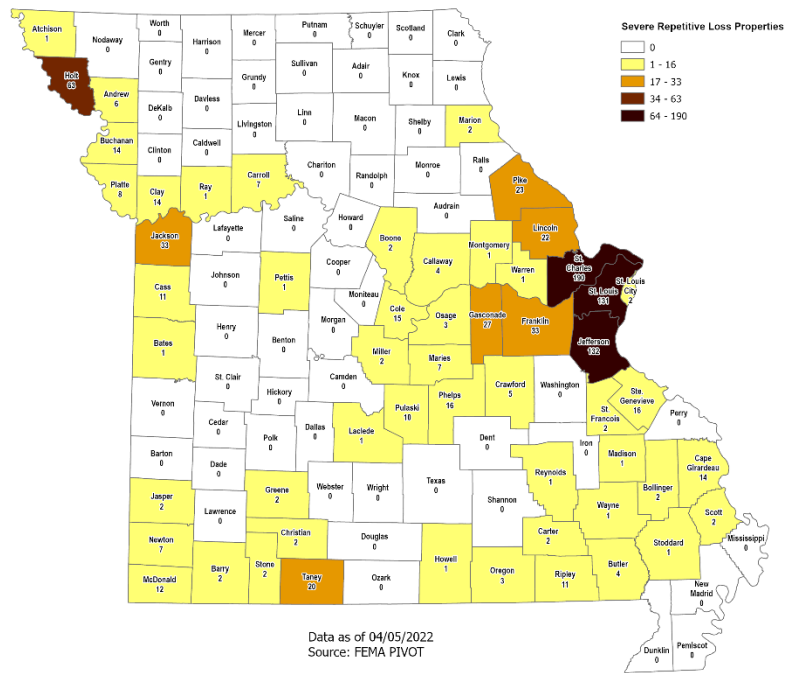 Severe Repetitive Loss Properties
0
1 - 16
17 - 33
34 - 63
64 - 190
Atchison
1
Nodaway
0
Worth
0
Harrison
0
Mercer
0
Putnam
0
Schuyler
0
Scotland
0
Clark
0
Holt
63
Gentry
0
Sullivan
0
Adair
0
Knox
0
Lewis
0
Grundy
0
Andrew
6
DeKalb
0
Daviess
0
Livingston
0
Linn
0
Macon
0
Shelby
0
Marion
2
Buchanan
14
Clinton
0
Caldwell
0
Carroll
7
Chariton
0
Randolph
0
Monroe
0
Ralls
0
Platte
8
Clay
14
Ray
1
Pike
23
Audrain
0
Jackson
33
Lafayette
0
Saline
0
Howard
0
Boone
2
Callaway
4
Montgomery
1
Lincoln
22
Warren
1
St.
Charles
190
St. Louis
131
St. Louis
City
2
Cass
11
Johnson
0
Pettis
1
Cooper
0
Moniteau
0
Cole
15
Osage
3
Gasconade
27
Franklin
33
Jefferson
132
Bates
1
Henry
0
Benton
0
Morgan
0
Miller
2
Maries
7
St. Clair
0
Hickory
0
Camden
0
Pulaski
10
Phelps
16
Crawford
5
Washington
0
Ste.
Genevieve
16
St.
Francois
2
Perry
0
Vernon
0
Cedar
0
Polk
0
Dallas
0
Laclede
1
Dent
0
Iron
0
Madison
1
Cape
Girardeau
14
Barton
0
Dade
0
Greene
2
Webster
0
Wright
0
Texas
0
Shannon
0
Reynolds
1
Wayne
1
Bollinger
2
Scott
2
Jasper
2
Lawrence
0
Christian
2
Douglas
0
Howell
1
Carter
2
Butler
4
Stoddard
1
Mississippi
0
Newton
7
McDonald
12
Barry
2
Stone
2
Taney
20
Ozark
0
Oregon
3
Ripley
11
New
Madrid
0
Dunklin
0
Pemiscot
0
Data as of 04/05/2022
Source: FEMA PIVOT